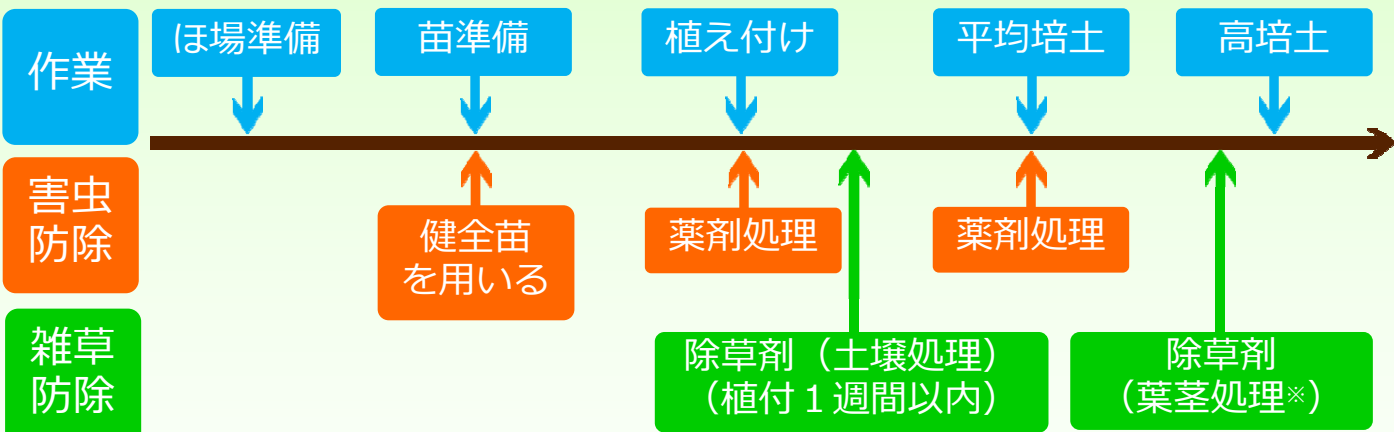 作業
ほ場準備
苗準備
植え付け
平均培土
高培土
害虫
防除
健全苗
を用いる
薬剤処理
薬剤処理
雑草
防除
除草剤（土壌処理）
（植付１週間以内）
除草剤
（葉茎処理※）